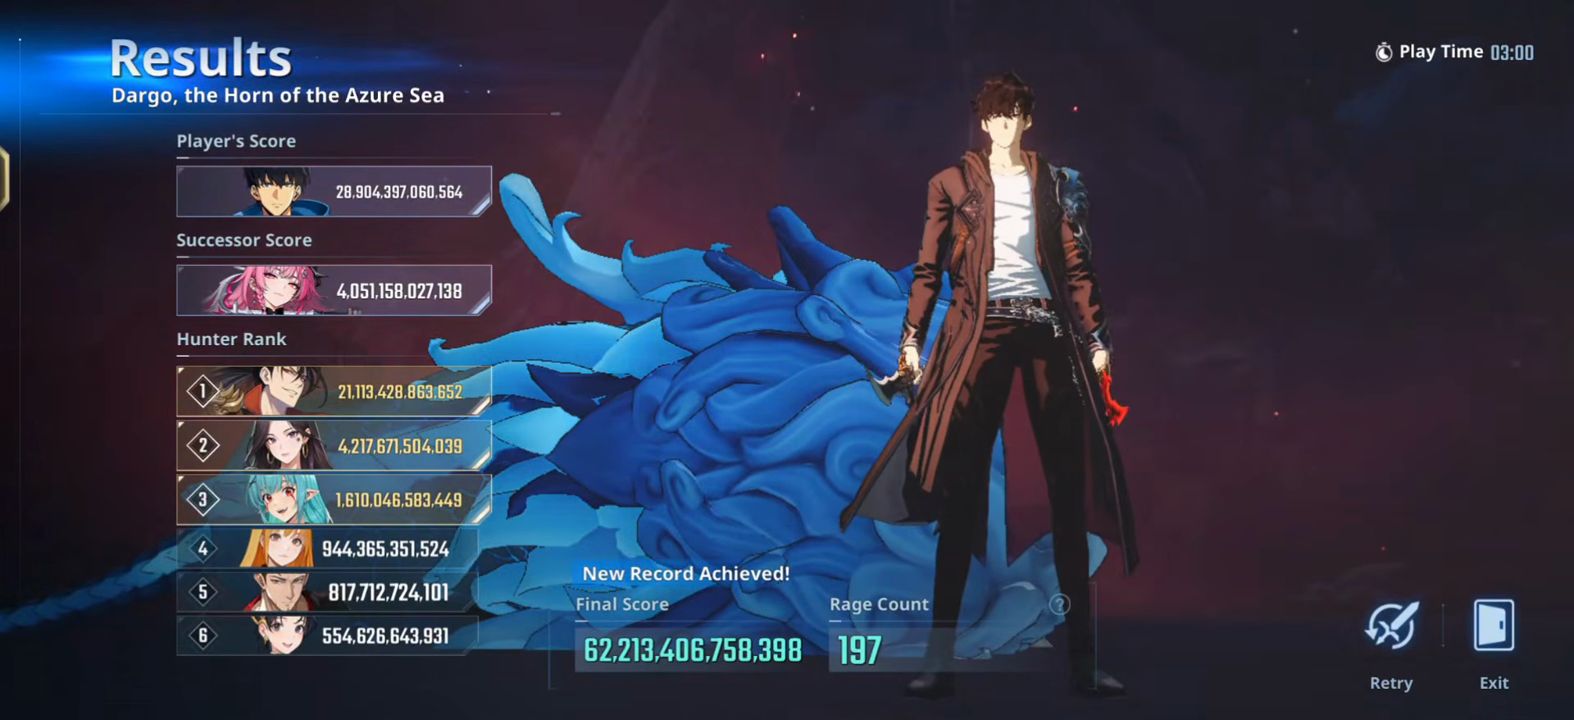 Results
Dargo, the Horn of the Azure Sea
Play Time 03:00
Player's Score
28,904,397,060,564
Successor Score
4,051,158,027,138
Hunter Rank
1 21,113,428,863,652
2 4,217,671,504,039
3 1,610,046,583,449
4 944,365,351,524
5 817,712,724,101
6 554,626,643,931
New Record Achieved!
Final Score
62,213,406,758,398
Rage Count
?
197
Retry
Exit